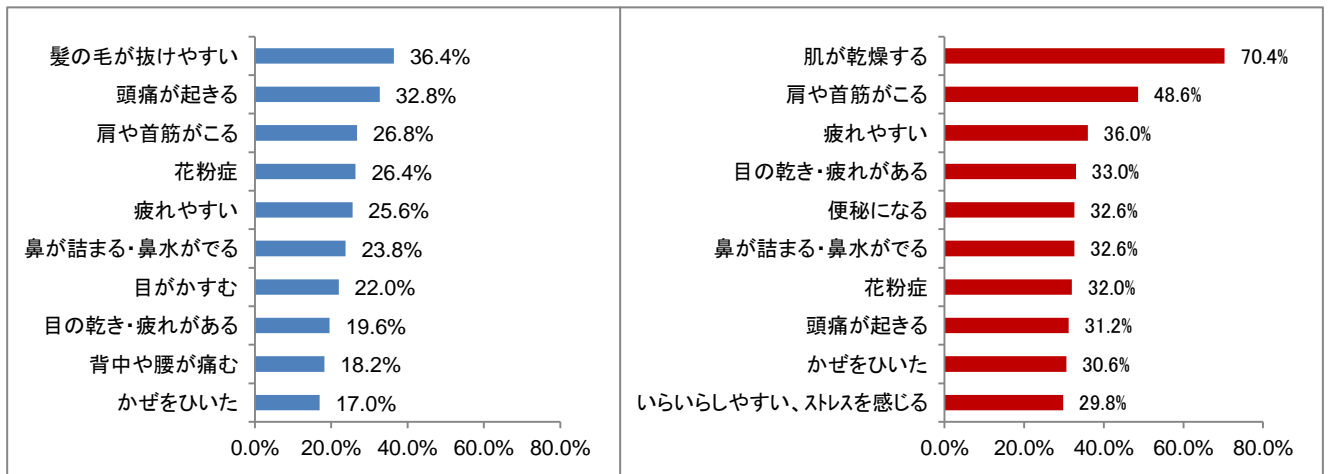 髪の毛が抜けやすい 36.4%
頭痛が起きる 32.8%
肩や首筋がこる 26.8%
花粉症 26.4%
疲れやすい 25.6%
鼻が詰まる・鼻水がでる 23.8%
目がかすむ 22.0%
目の乾き・疲れがある 19.6%
背中や腰が痛む 18.2%
かぜをひいた 17.0%
0.0% 20.0% 40.0% 60.0% 80.0%
肌が乾燥する 70.4%
肩や首筋がこる 48.6%
疲れやすい 36.0%
目の乾き・疲れがある 33.0%
便秘になる 32.6%
鼻が詰まる・鼻水がでる 32.6%
花粉症 32.0%
頭痛が起きる 31.2%
かぜをひいた 30.6%
いらいらしやすい、ストレスを感じる 29.8%
0.0% 20.0% 40.0% 60.0% 80.0%